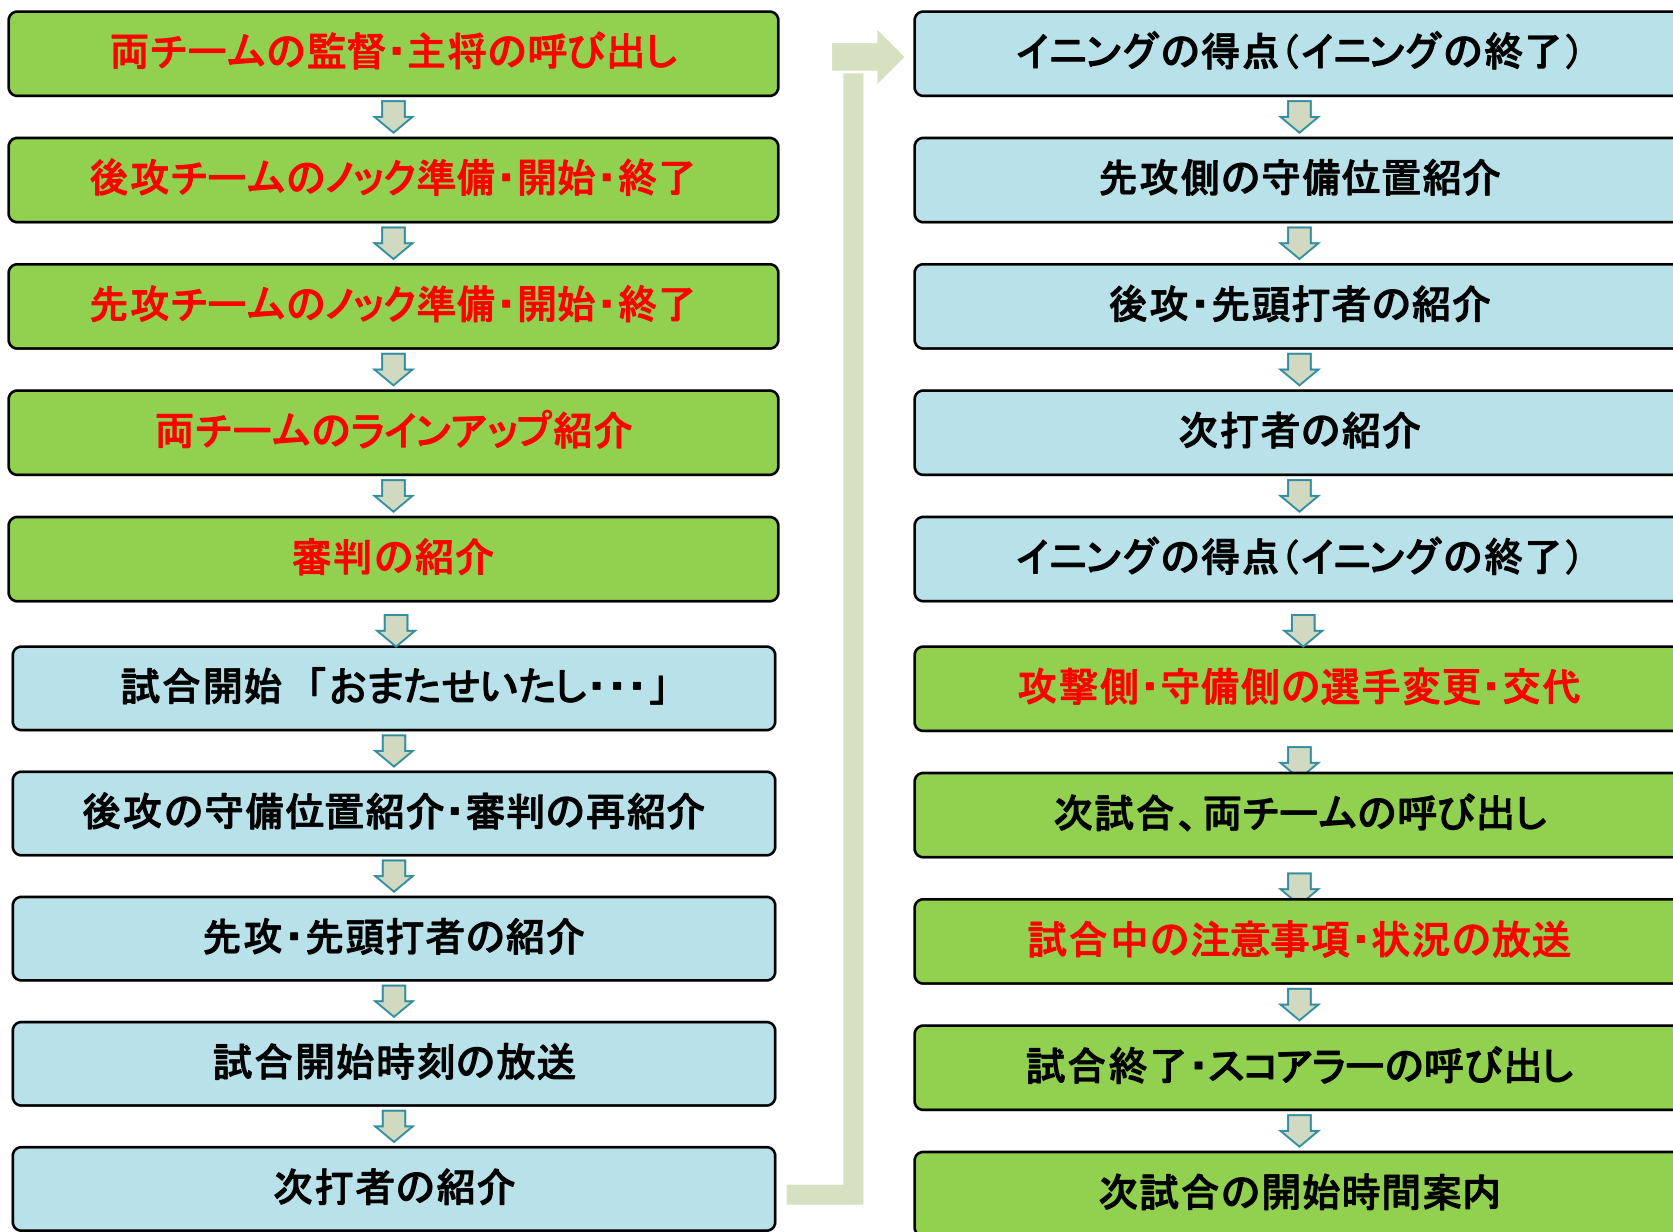 両チームの監督・主将の呼び出し
後攻チームのノック準備・開始・終了
先攻チームのノック準備・開始・終了
両チームのラインアップ紹介
審判の紹介
試合開始 「おまたせいたし・・・」
後攻の守備位置紹介・審判の再紹介
先攻・先頭打者の紹介
試合開始時刻の放送
次打者の紹介
イニングの得点（イニングの終了）
先攻側の守備位置紹介
後攻・先頭打者の紹介
次打者の紹介
イニングの得点（イニングの終了）
攻撃側・守備側の選手変更・交代
次試合、両チームの呼び出し
試合中の注意事項・状況の放送
試合終了・スコアラーの呼び出し
次試合の開始時間案内